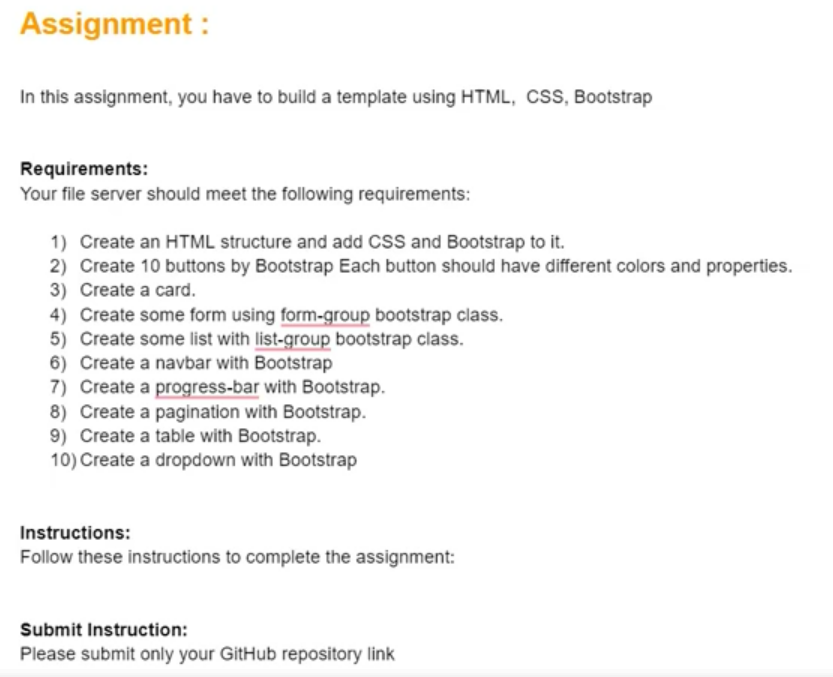 Assignment :
In this assignment, you have to build a template using HTML, CSS, Bootstrap
Requirements:
Your file server should meet the following requirements:
1) Create an HTML structure and add CSS and Bootstrap to it.
2) Create 10 buttons by Bootstrap Each button should have different colors and properties.
3) Create a card.
4) Create some form using form-group bootstrap class.
5) Create some list with list-group bootstrap class.
6) Create a navbar with Bootstrap
7) Create a progress-bar with Bootstrap.
8) Create a pagination with Bootstrap.
9) Create a table with Bootstrap.
10) Create a dropdown with Bootstrap
Instructions:
Follow these instructions to complete the assignment:
Submit Instruction:
Please submit only your GitHub repository link